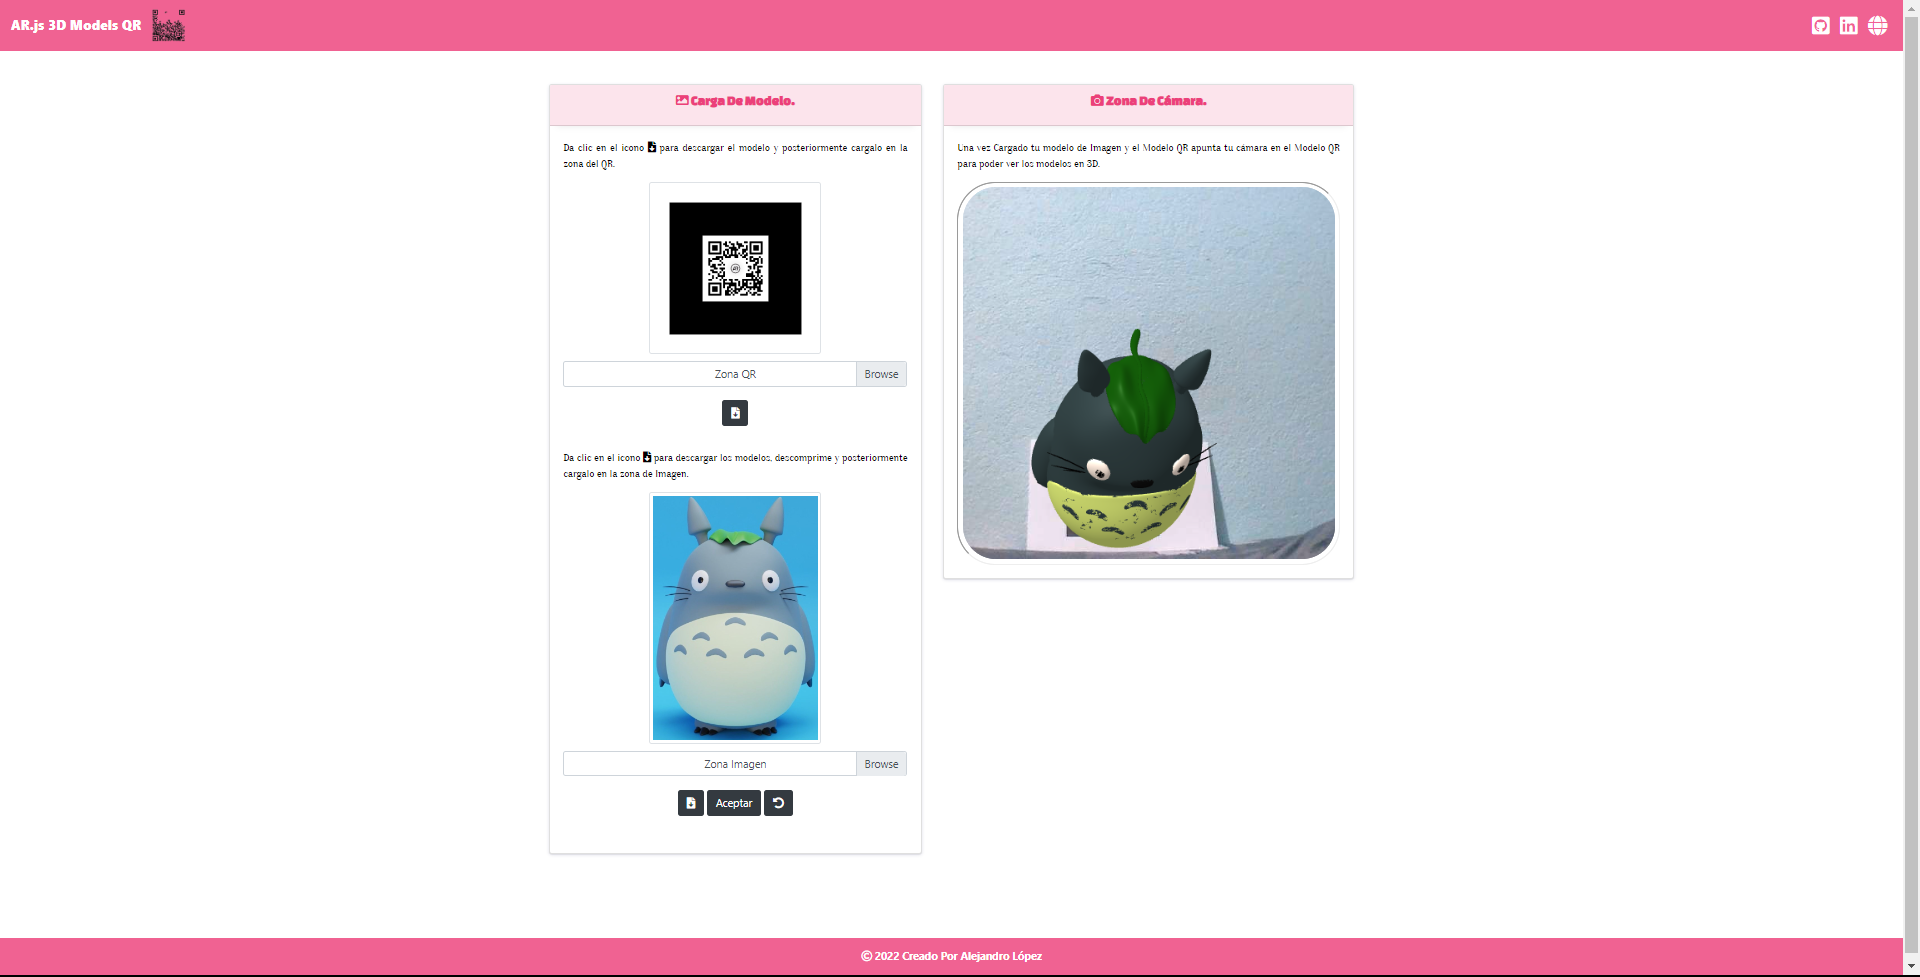 AR.js 3D Models QR
Carga De Modelo.
Da clic en el icono para descargar el modelo y posteriormente cargalo en la
zona del QR.
Zona QR
Browse
Da clic en el icono para descargar los modelos, descomprime y posteriormente
cargalo en la zona de Imagen.
Zona Imagen
Browse
Aceptar
Zona De Cámara.
Una vez Cargado tu modelo de Imagen y el Modelo QR apunta tu cámara en el Modelo QR
para poder ver los modelos en 3D.
© 2022 Creado Por Alejandro López